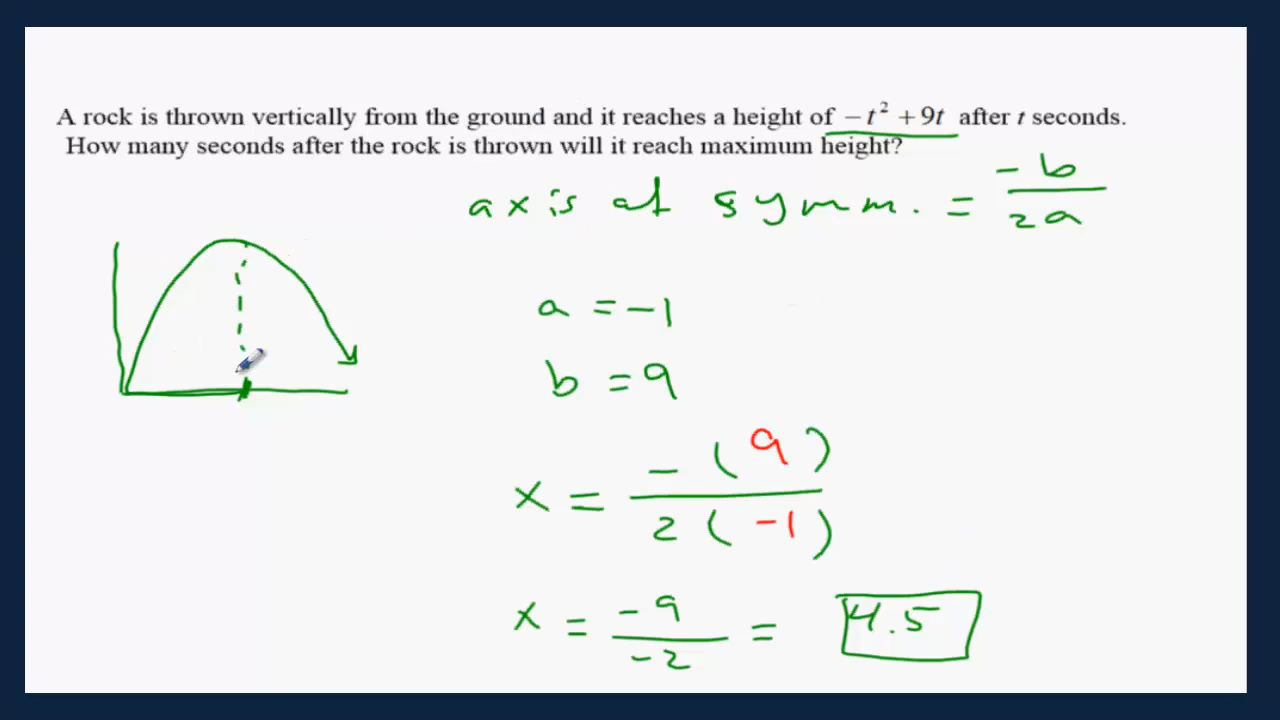 A rock is thrown vertically from the ground and it reaches a height of −t² + 9t after t seconds.
How many seconds after the rock is thrown will it reach maximum height?
axis of symm. = -b/2a
a = -1
b = 9
x = -(9)/2(-1)
x = -9/-2 = 4.5